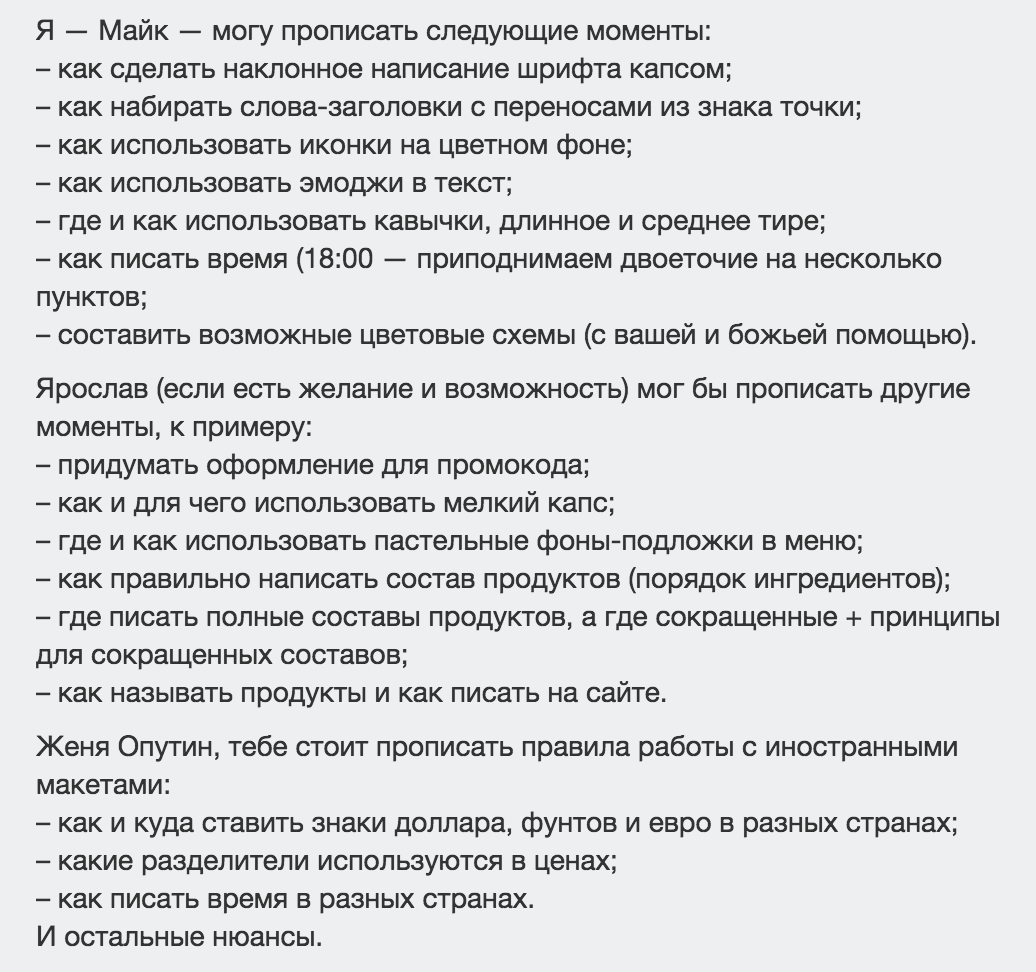 Я — Майк — могу прописать следующие моменты:
– как сделать наклонное написание шрифта капсом;
– как набирать слова-заголовки с переносами из знака точки;
– как использовать иконки на цветном фоне;
– как использовать эмоджи в текст;
– где и как использовать кавычки, длинное и среднее тире;
– как писать время (18:00 — приподнимаем двоеточие на несколько
пунктов;
– составить возможные цветовые схемы (с вашей и божьей помощью).
Ярослав (если есть желание и возможность) мог бы прописать другие
моменты, к примеру:
– придумать оформление для промокода;
– как и для чего использовать мелкий капс;
– где и как использовать пастельные фоны-подложки в меню;
– как правильно написать состав продуктов (порядок ингредиентов);
– где писать полные составы продуктов, а где сокращенные + принципы
для сокращенных составов;
– как называть продукты и как писать на сайте.
Женя Опутин, тебе стоит прописать правила работы с иностранными
макетами:
– как и куда ставить знаки доллара, фунтов и евро в разных странах;
– какие разделители используются в ценах;
– как писать время в разных странах.
И остальные нюансы.